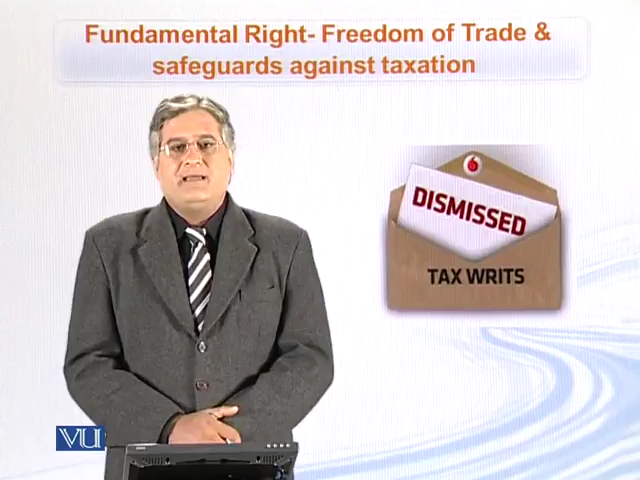 Fundamental Right- Freedom of Trade &
safeguards against taxation
DISMISSED
TAX WRITS
VU